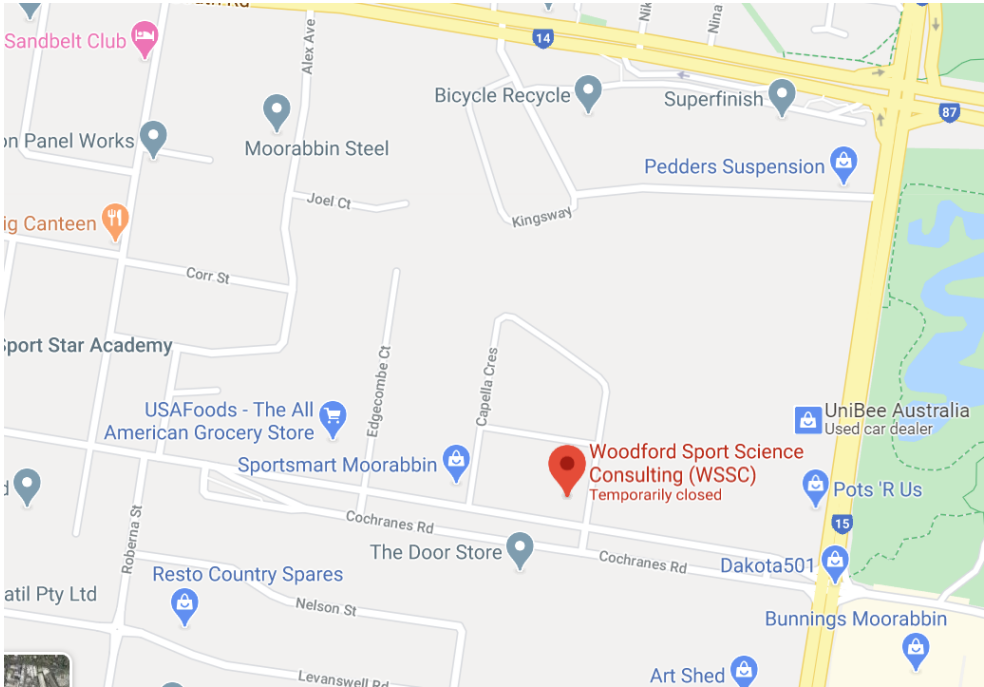 Sandbelt Club
Alex Ave
14
Nina
87
Bicycle Recycle
Superfinish
on Panel Works
Moorabbin Steel
Pedders Suspension
Joel Ct
Kingsway
ig Canteen
Corr St
Sport Star Academy
Edgecombe Ct
Capella Cres
USAFoods - The All
American Grocery Store
UniBee Australia
Used car dealer
Sportsmart Moorabbin
Woodford Sport Science
Consulting (WSSC)
Temporarily closed
Pots 'R Us
15
Cochranes Rd
Roberna St
The Door Store
Cochranes Rd
Dakota501
Resto Country Spares
atil Pty Ltd
Nelson St
Bunnings Moorabbin
Levanswell Rd
Art Shed